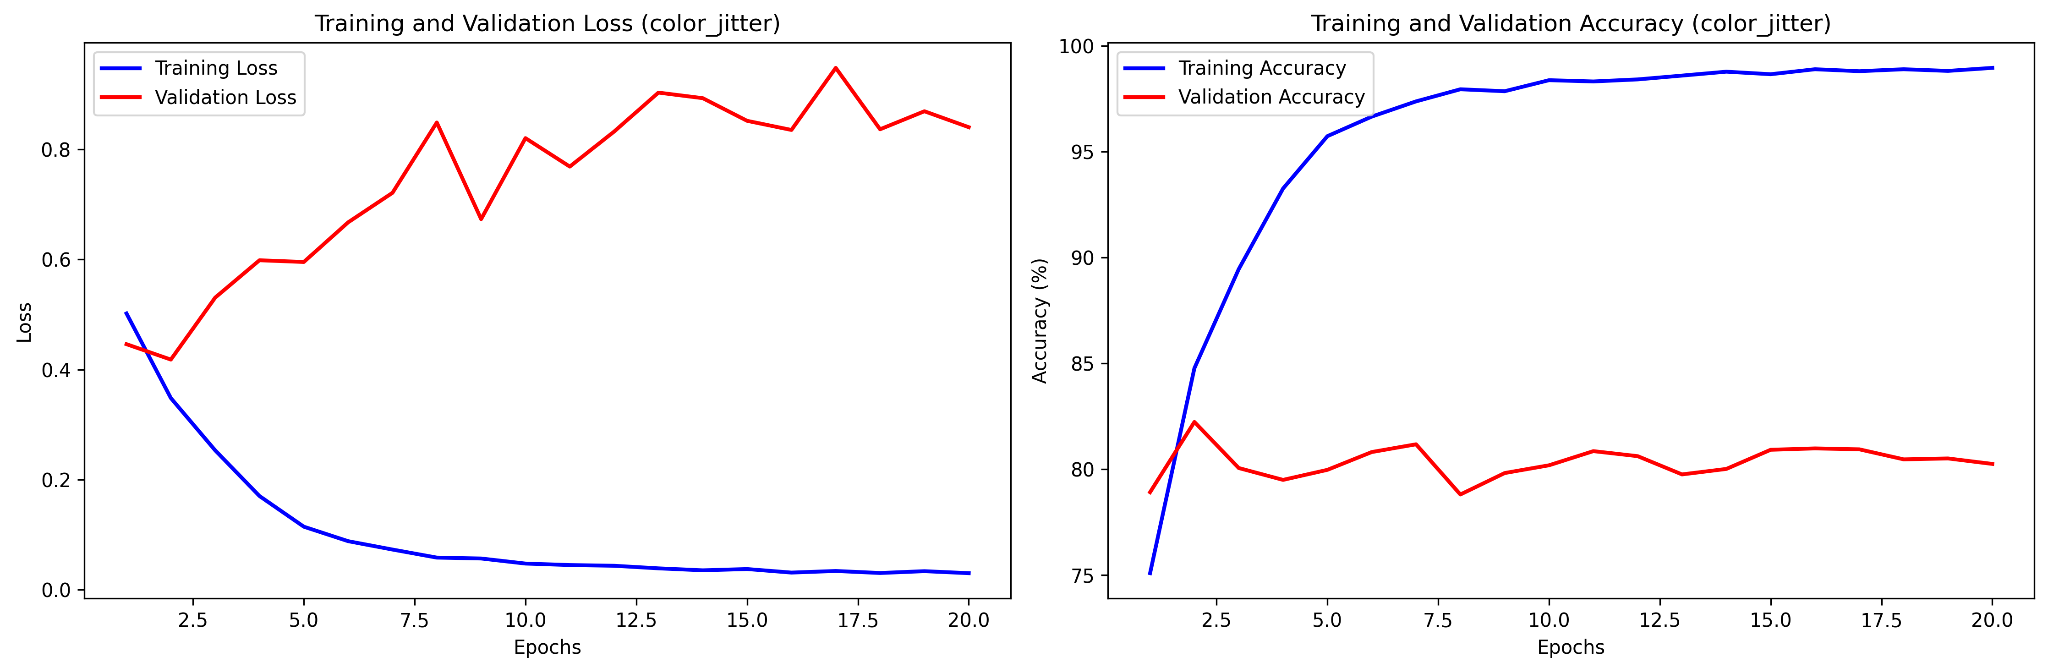 Training and Validation Loss (color_jitter)
Training Loss
Validation Loss
Loss
0.8
0.6
0.4
0.2
0.0
2.5 5.0 7.5 10.0 12.5 15.0 17.5 20.0
Epochs
Training and Validation Accuracy (color_jitter)
Training Accuracy
Validation Accuracy
Accuracy (%)
100
95
90
85
80
75
2.5 5.0 7.5 10.0 12.5 15.0 17.5 20.0
Epochs